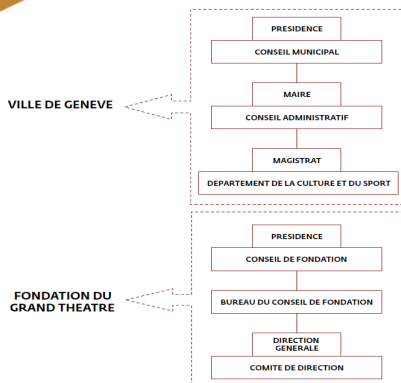 PRESIDENCE
CONSEIL MUNICIPAL
MAIRE
VILLE DE GENEVE
CONSEIL ADMINISTRATIF
MAGISTRAT
DEPARTEMENT DE LA CULTURE ET DU SPORT
PRESIDENCE
CONSEIL DE FONDATION
FONDATION DU
GRAND THEATRE
BUREAU DU CONSEIL DE FONDATION
DIRECTION
GENERALE
COMITE DE DIRECTION